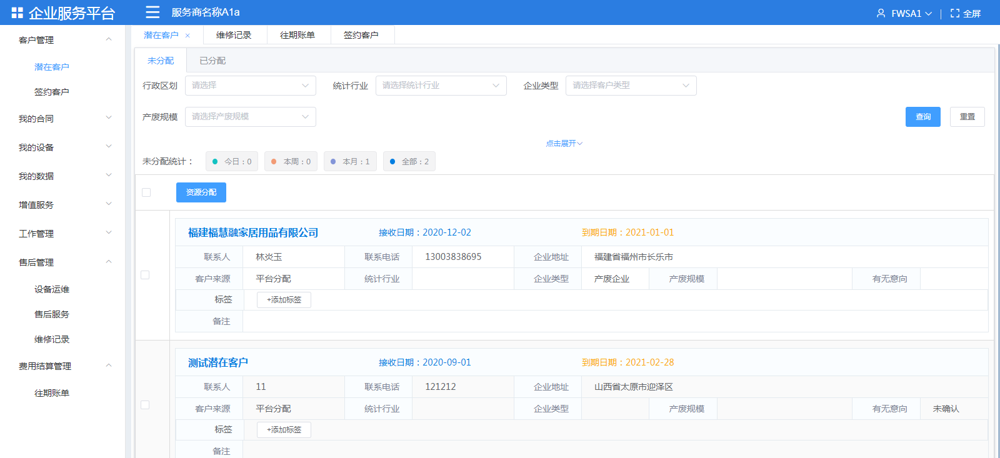 企业服务平台 服务商名称A1a FWSA1 全屏
客户管理
潜在客户
签约客户
我的合同
我的设备
我的数据
增值服务
工作管理
售后管理
设备运维
售后服务
维修记录
费用结算管理
往期账单
潜在客户 × 维修记录 往期账单 签约客户
未分配 已分配
行政区划 请选择 统计行业 请选择统计行业 企业类型 请选择客户类型
产废规模 请选择产废规模 查询 重置
点击展开
未分配统计： 今日：0 本周：0 本月：1 全部：2
资源分配
福建福慧融家居用品有限公司 接收日期：2020-12-02 到期日期：2021-01-01
联系人 林炎玉 联系电话 13003838695 企业地址 福建省福州市长乐市
客户来源 平台分配 统计行业 企业类型 产废企业 产废规模 有无意向
标签 +添加标签
备注
测试潜在客户 接收日期：2020-09-01 到期日期：2021-02-28
联系人 11 联系电话 121212 企业地址 山西省太原市迎泽区
客户来源 平台分配 统计行业 企业类型 产废规模 有无意向 未确认
标签 +添加标签
备注